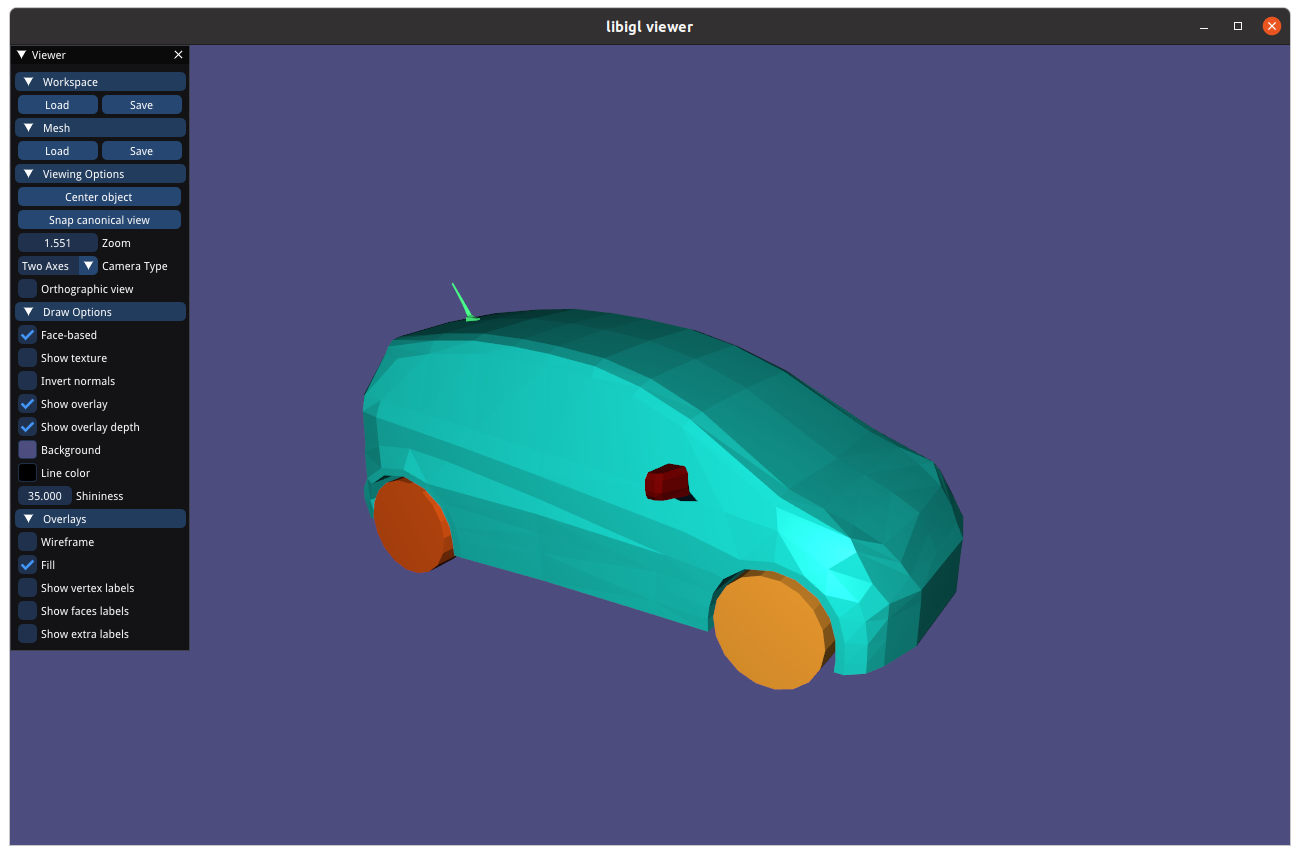 libigl viewer
Viewer
Workspace
Load Save
Mesh
Load Save
Viewing Options
Center object
Snap canonical view
1.551 Zoom
Two Axes Camera Type
Orthographic view
Draw Options
Face-based
Show texture
Invert normals
Show overlay
Show overlay depth
Background
Line color
35.000 Shininess
Overlays
Wireframe
Fill
Show vertex labels
Show faces labels
Show extra labels